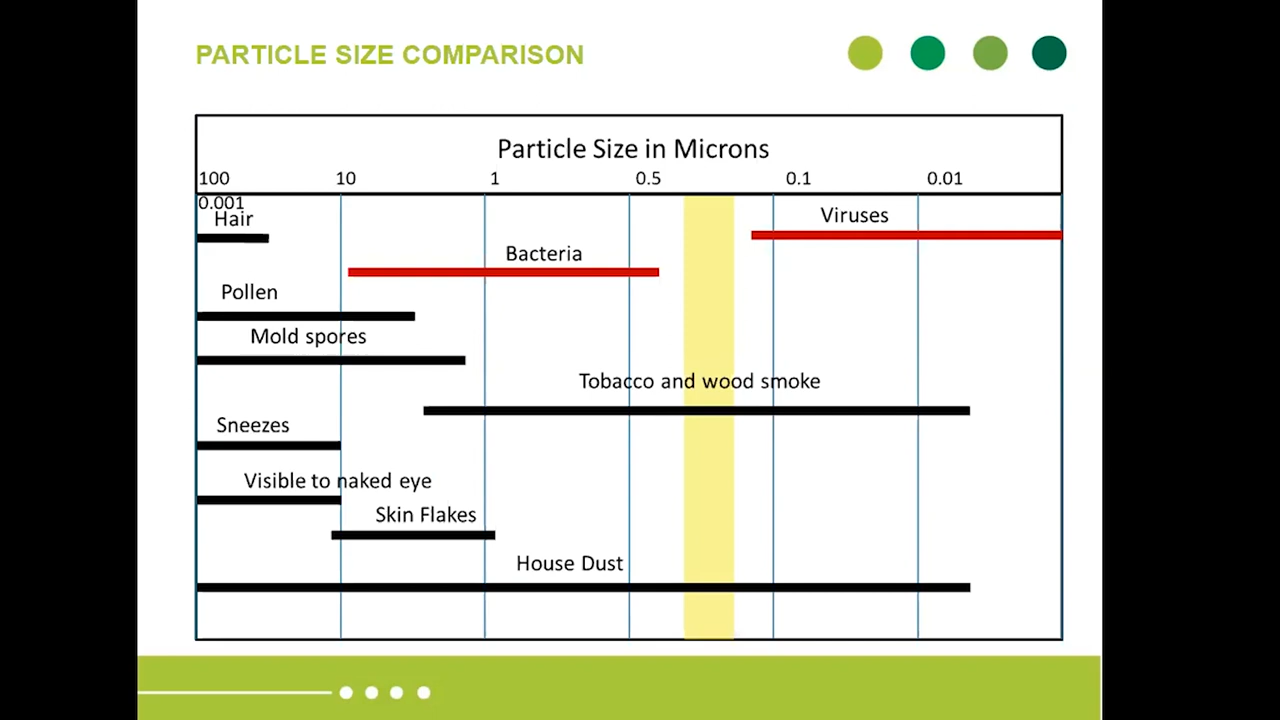 PARTICLE SIZE COMPARISON
Particle Size in Microns
100 10 1 0.5 0.1 0.01
0.001
Hair
Viruses
Bacteria
Pollen
Mold spores
Tobacco and wood smoke
Sneezes
Visible to naked eye
Skin Flakes
House Dust